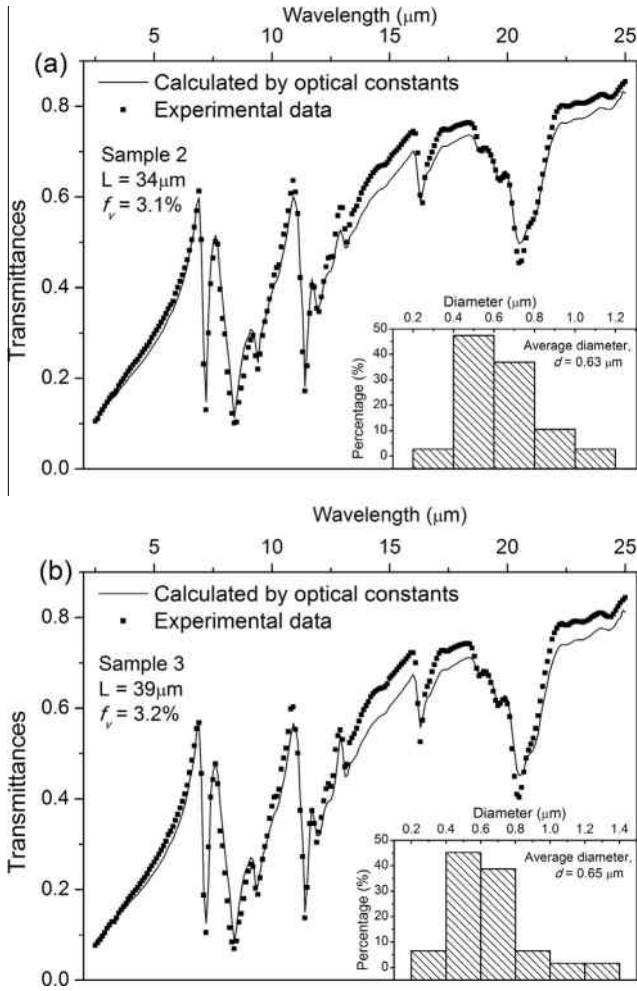 Wavelength (μm)
5 10 15 20 25
(a)
Calculated by optical constants
Experimental data
Sample 2
L = 34μm
fv = 3.1%
Transmittances
0.8
0.6
0.4
0.2
0.0
Diameter (μm)
0.2 0.4 0.6 0.8 1.0 1.2
Average diameter,
d = 0.63 μm
Percentage (%)
50
40
30
20
10
0
Wavelength (μm)
5 10 15 20 25
(b)
Calculated by optical constants
Experimental data
Sample 3
L = 39μm
fv = 3.2%
Transmittances
0.8
0.6
0.4
0.2
0.0
Diameter (μm)
0.2 0.4 0.6 0.8 1.0 1.2 1.4
Average diameter,
d = 0.65 μm
Percentage (%)
50
40
30
20
10
0